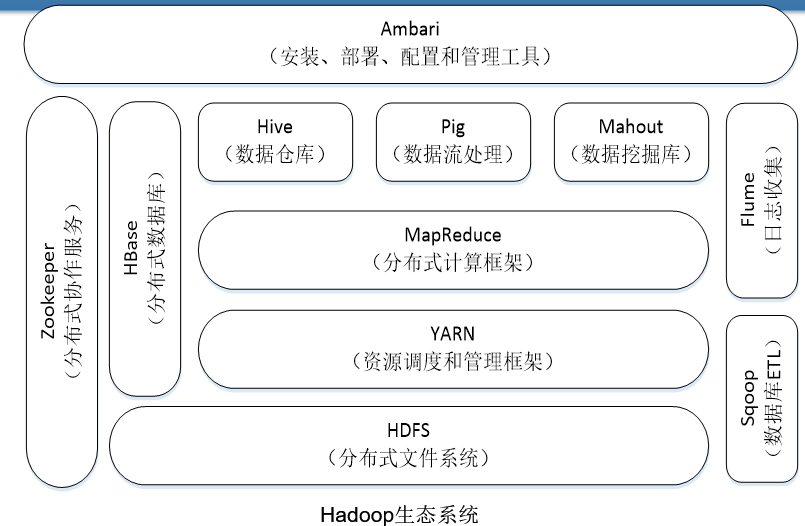 Ambari
（安装、部署、配置和管理工具）
Zookeeper
（分布式协作服务）
HBase
（分布式数据库）
Hive
（数据仓库）
Pig
（数据流处理）
Mahout
（数据挖掘库）
MapReduce
（分布式计算框架）
YARN
（资源调度和管理框架）
HDFS
（分布式文件系统）
Flume
（日志收集）
Sqoop
（数据库ETL）
Hadoop生态系统